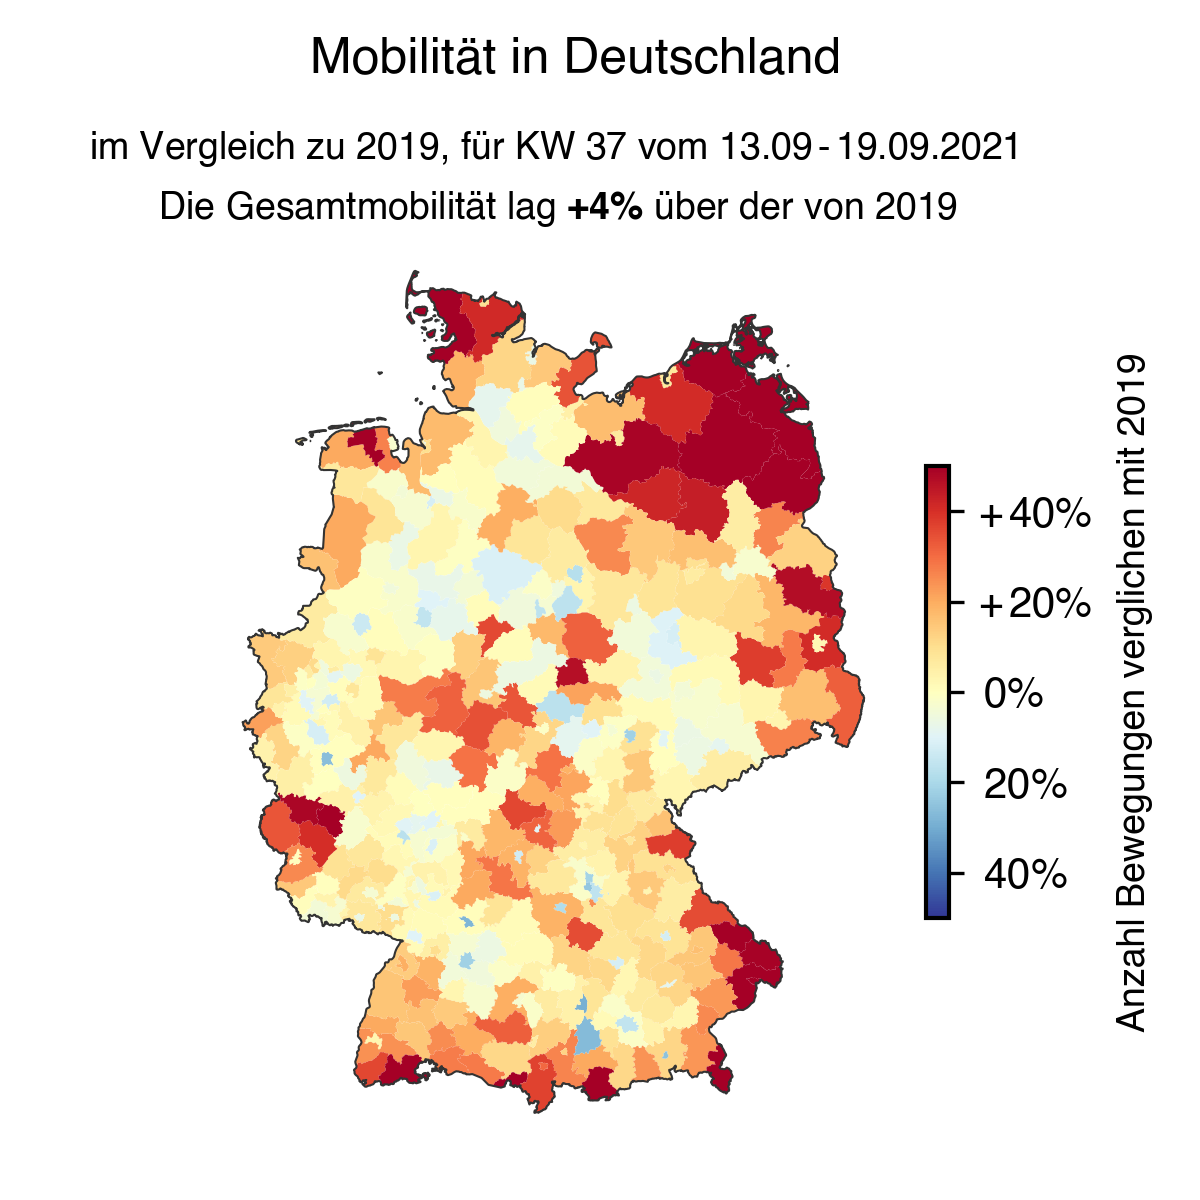 Mobilität in Deutschland
im Vergleich zu 2019, für KW 37 vom 13.09 - 19.09.2021
Die Gesamtmobilität lag +4% über der von 2019
+40%
+20%
0%
20%
40%
Anzahl Bewegungen verglichen mit 2019